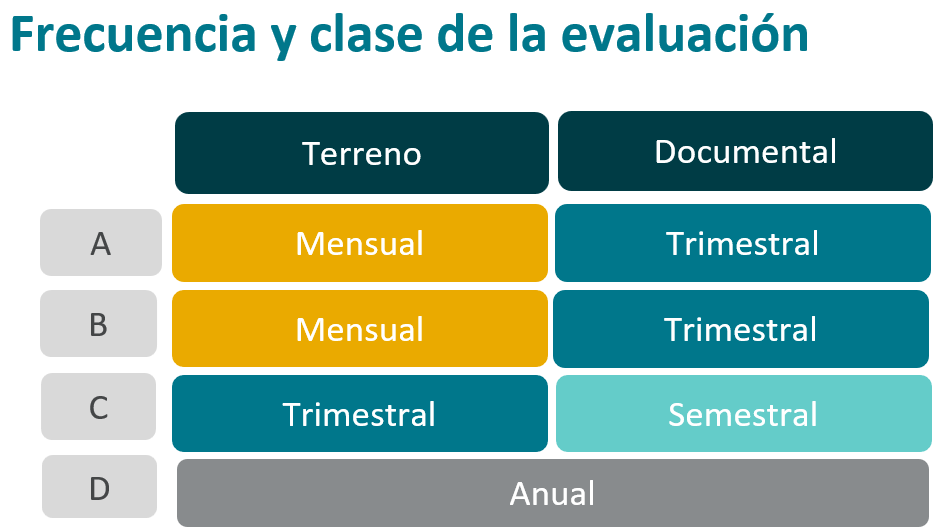 Frecuencia y clase de la evaluación
Terreno Documental
A Mensual Trimestral
B Mensual Trimestral
C Trimestral Semestral
D Anual